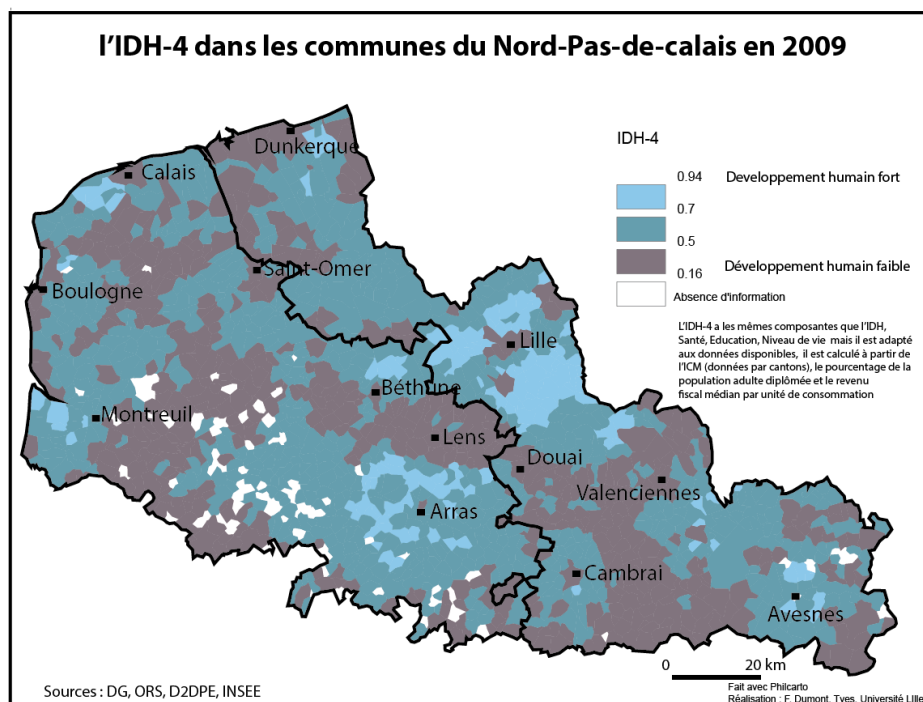 l'IDH-4 dans les communes du Nord-Pas-de-calais en 2009
Dunkerque
Calais
Saint-Omer
Boulogne
Lille
Béthune
Montreuil
Lens
Douai
Valenciennes
Arras
Cambrai
Avesnes
IDH-4
0.94 Developpement humain fort
0.7
0.5
0.16 Développement humain faible
Absence d'information
L'IDH-4 a les mêmes composantes que l'IDH,
Santé, Education, Niveau de vie mais il est adapté
aux données disponibles, il est calculé à partir de
l'ICM (données par cantons), le pourcentage de la
population adulte diplômée et le revenu
fiscal médian par unité de consommation
0 20 km
Fait avec Philcarto
Réalisation : F. Dumont, Tves, Université LIlle
Sources : DG, ORS, D2DPE, INSEE